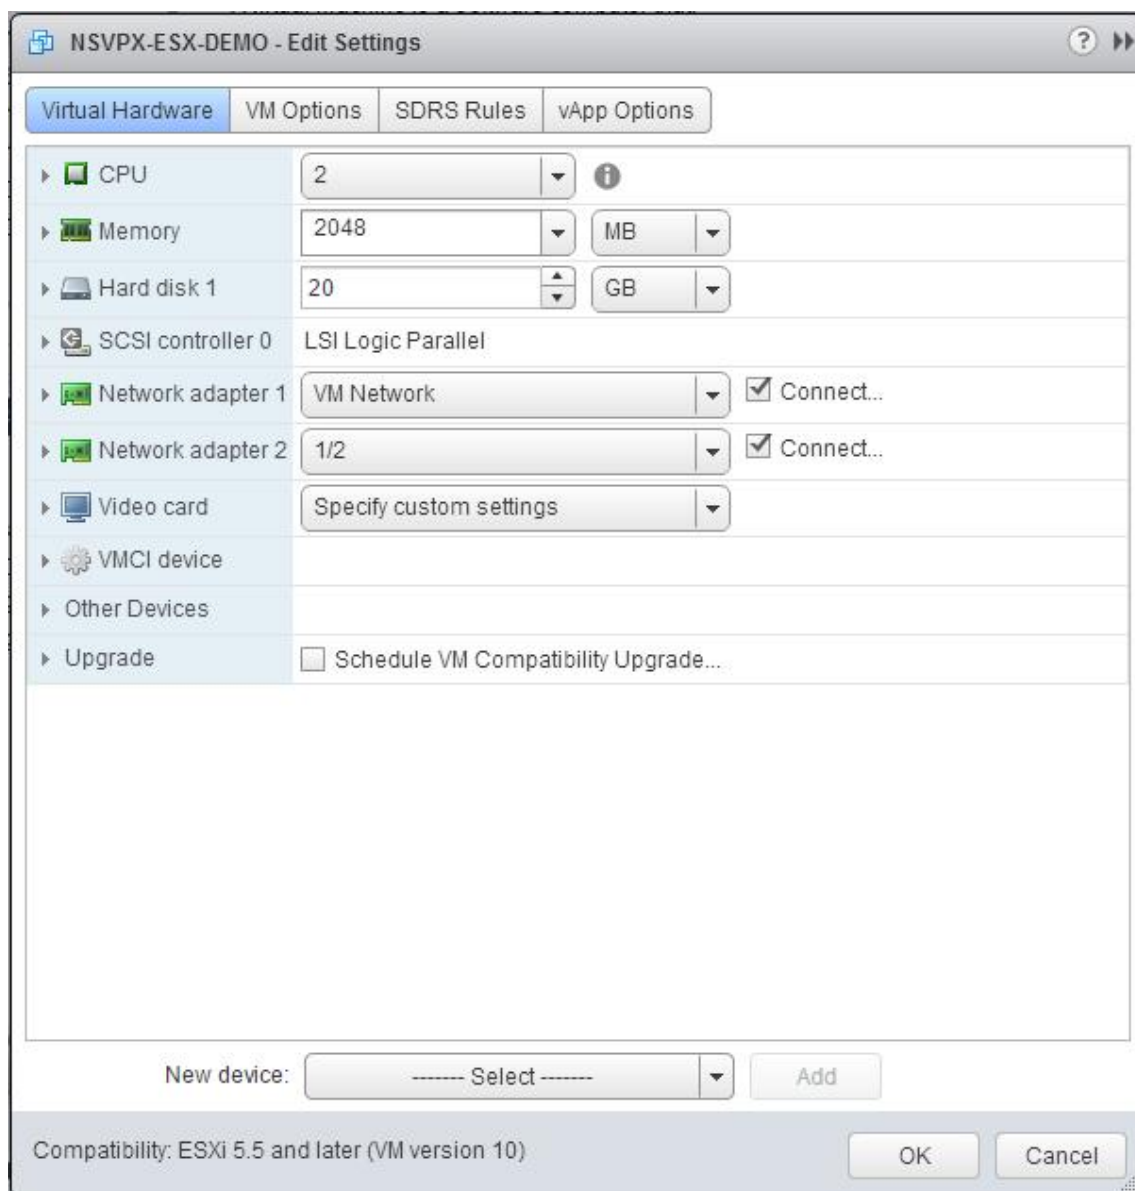 NSVPX-ESX-DEMO - Edit Settings
Virtual Hardware VM Options SDRS Rules vApp Options
CPU 2
Memory 2048 MB
Hard disk 1 20 GB
SCSI controller 0 LSI Logic Parallel
Network adapter 1 VM Network Connect...
Network adapter 2 1/2 Connect...
Video card Specify custom settings
VMCI device
Other Devices
Upgrade Schedule VM Compatibility Upgrade...
New device: ------- Select ------- Add
Compatibility: ESXi 5.5 and later (VM version 10) OK Cancel